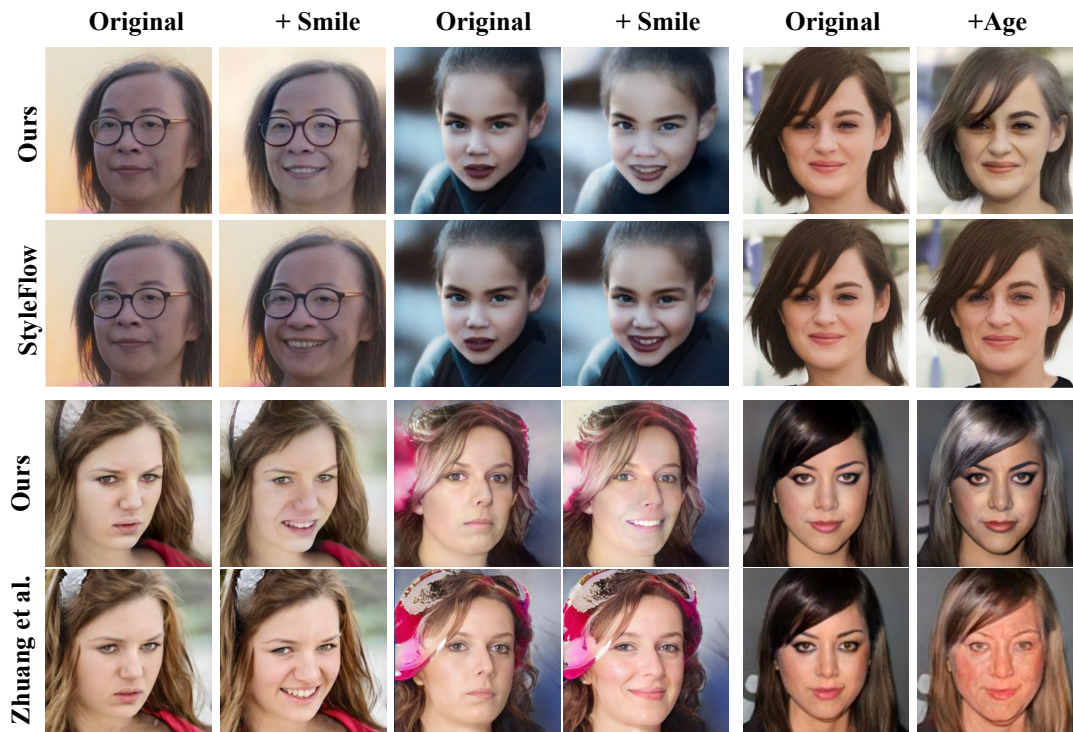 Original + Smile Original + Smile Original +Age
Ours
StyleFlow
Ours
Zhuang et al.